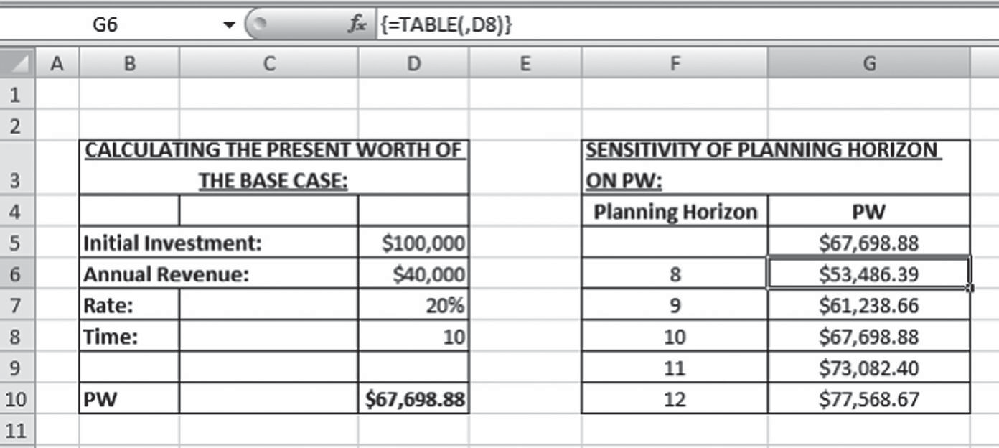 G6 fx {=TABLE(,D8)}
A B C D E F G
1
2
CALCULATING THE PRESENT WORTH OF SENSITIVITY OF PLANNING HORIZON
3 THE BASE CASE: ON PW:
4 Planning Horizon PW
5 Initial Investment: $100,000 $67,698.88
6 Annual Revenue: $40,000 8 $53,486.39
7 Rate: 20% 9 $61,238.66
8 Time: 10 10 $67,698.88
9 11 $73,082.40
10 PW $67,698.88 12 $77,568.67
11